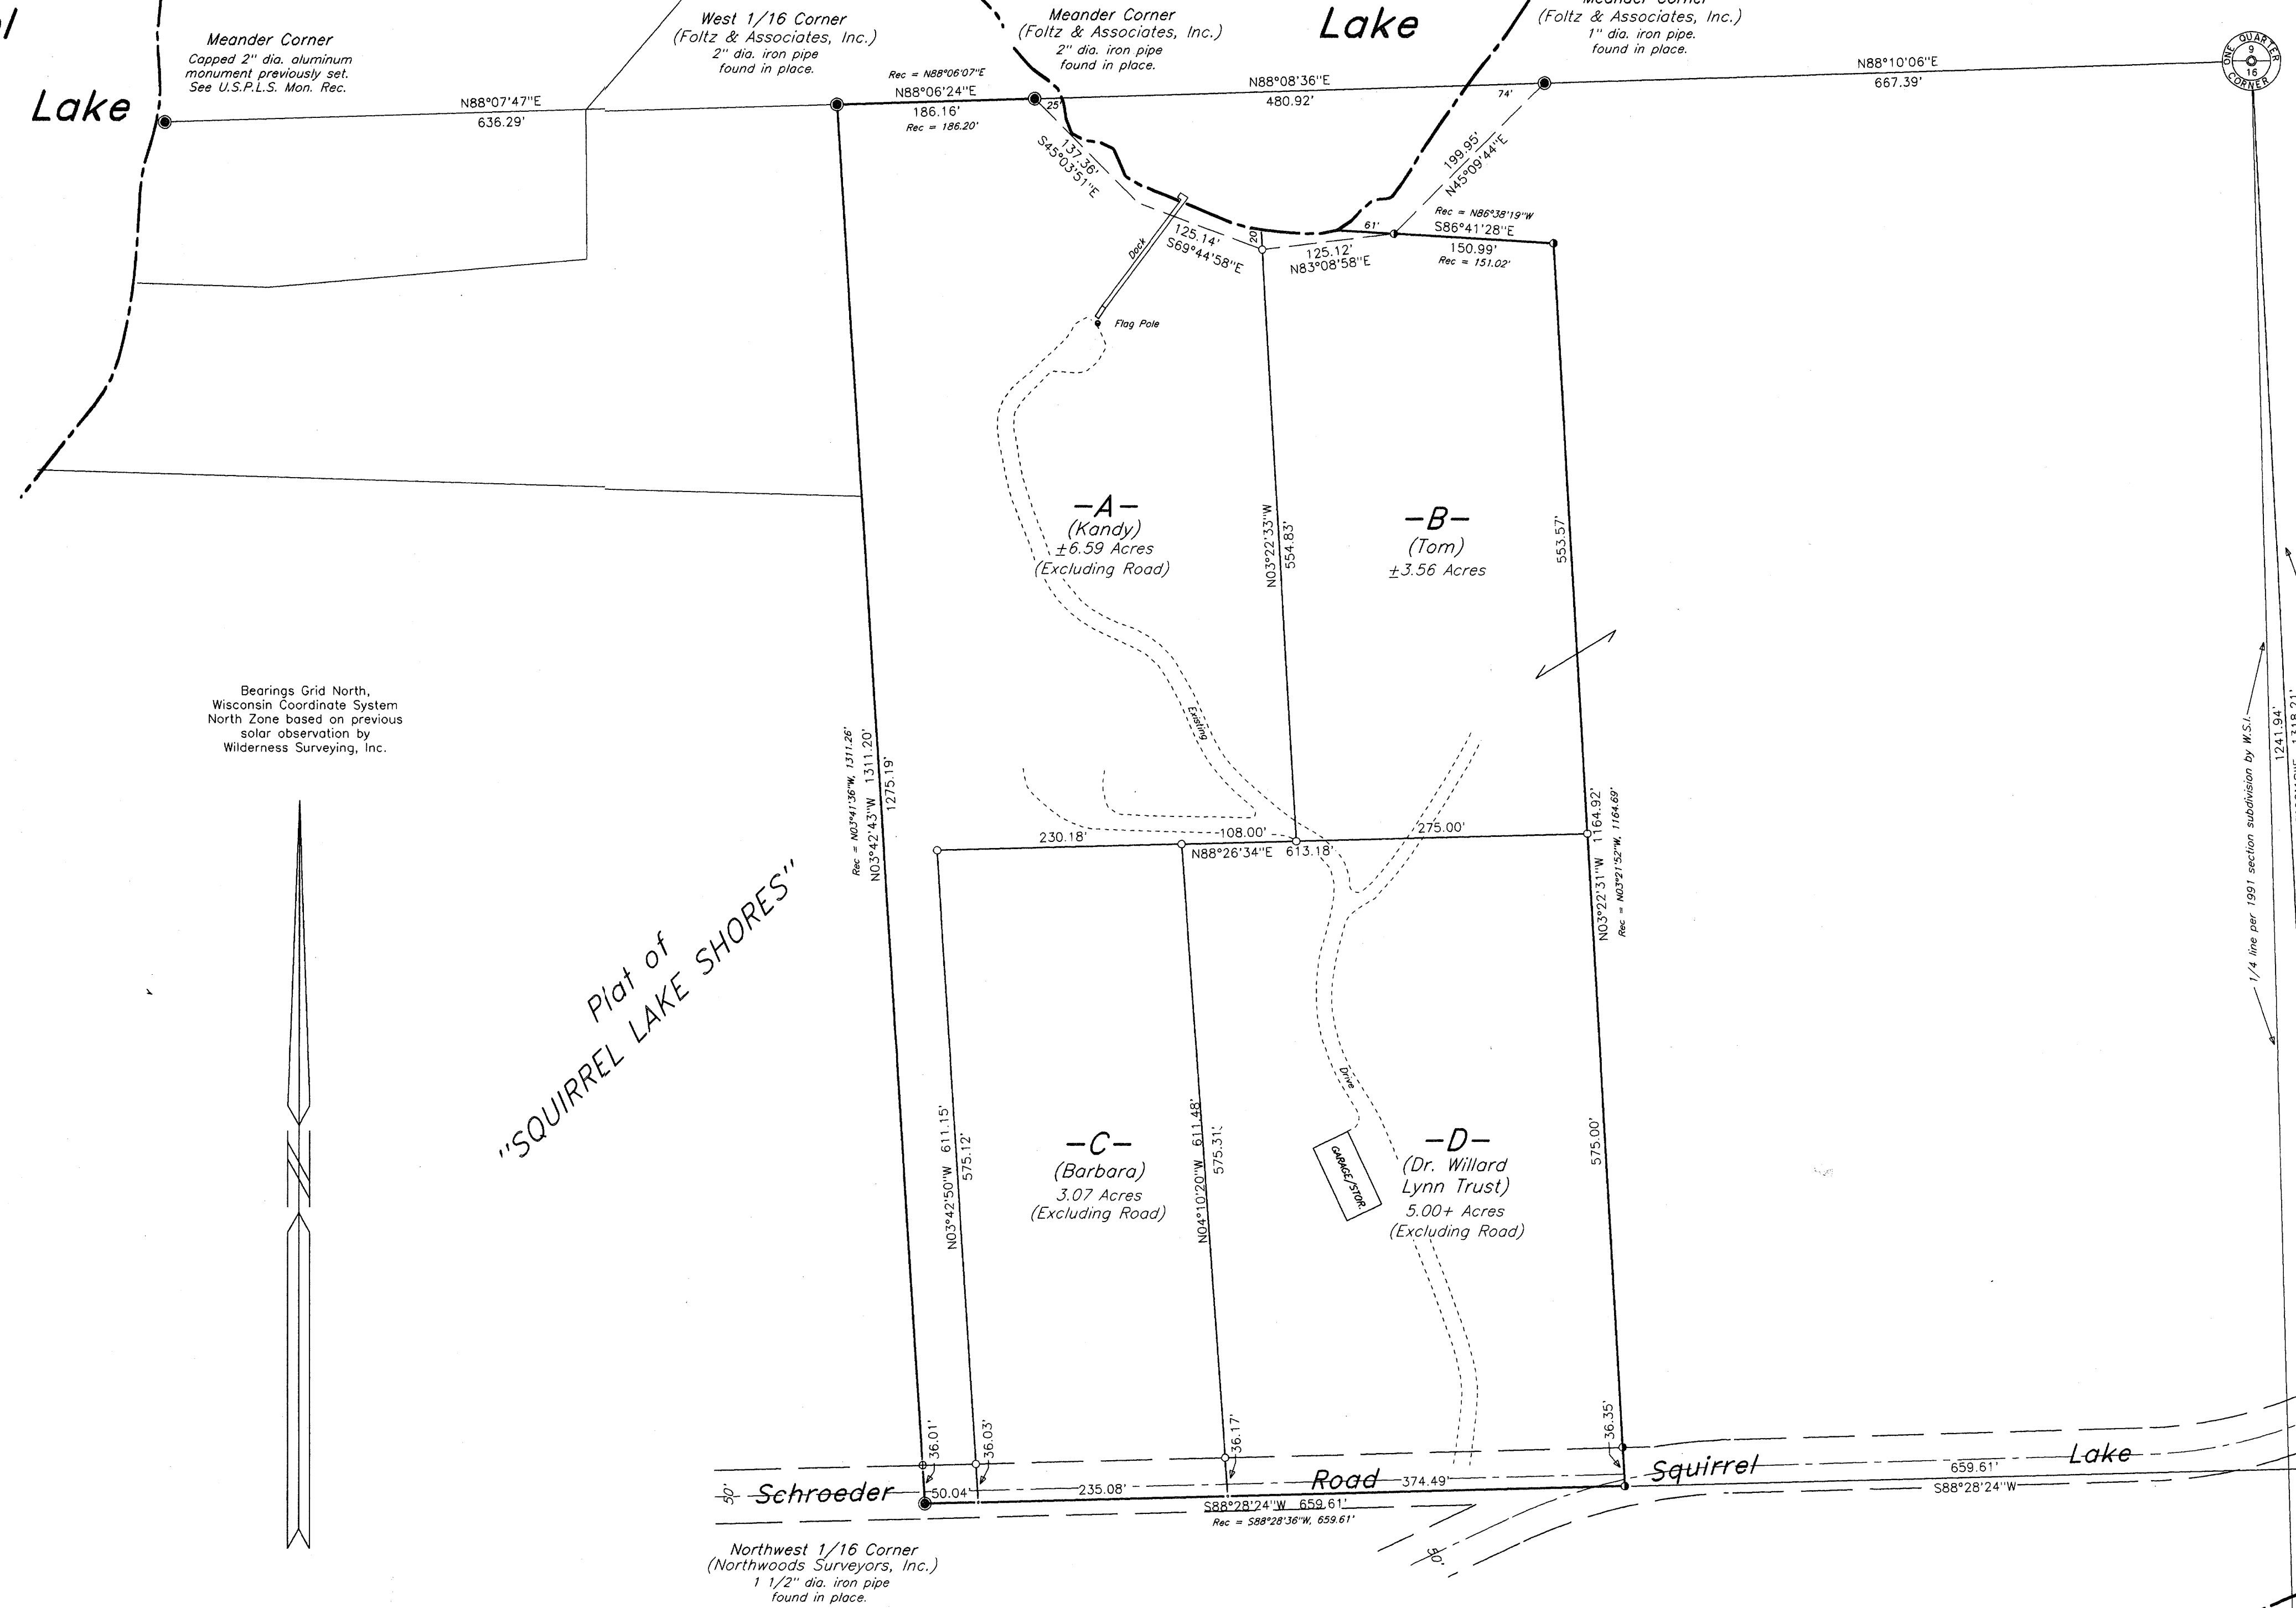 Lake
Meander Corner
Capped 2" dia. aluminum
monument previously set.
See U.S.P.L.S. Mon. Rec.
West 1/16 Corner
(Foltz & Associates, Inc.)
2" dia. iron pipe
found in place.
Meander Corner
(Foltz & Associates, Inc.)
2" dia. iron pipe
found in place.
Lake
Meander Corner
(Foltz & Associates, Inc.)
1" dia. iron pipe.
found in place.
ONE QUARTER
9
16
CORNER
N88°07'47"E
636.29'
Rec = N88°06'07"E
N88°06'24"E
186.16'
Rec = 186.20'
25'
N88°08'36"E
480.92'
74'
N88°10'06"E
667.39'
137.36'
S45°03'51"E
199.95'
N45°09'44"E
Dock
125.14'
S69°44'58"E
20'
125.12'
N83°08'58"E
61'
Rec = N86°38'19"W
S86°41'28"E
150.99'
Rec = 151.02'
Flag Pole
-A-
(Kandy)
±6.59 Acres
(Excluding Road)
N03°22'33"W
554.83'
-B-
(Tom)
±3.56 Acres
553.57'
Bearings Grid North,
Wisconsin Coordinate System
North Zone based on previous
solar observation by
Wilderness Surveying, Inc.
Rec = N03°41'36"W, 1311.26'
N03°42'43"W 1311.20'
1275.19'
Existing
230.18'
108.00'
275.00'
N88°26'34"E 613.18'
N03°22'31"W 1164.92'
Rec = N03°21'52"W, 1164.69'
1/4 line per 1991 section subdivision by W.S.I.
1241.94'
Plat of
"SQUIRREL LAKE SHORES"
N03°42'50"W 611.15'
575.12'
-C-
(Barbara)
3.07 Acres
(Excluding Road)
N04°10'20"W 611.48'
575.31'
Drive
GARAGE/STOR.
-D-
(Dr. Willard
Lynn Trust)
5.00+ Acres
(Excluding Road)
575.00'
36.01'
36.03'
36.17'
36.35'
50'
Schroeder
50.04'
235.08'
Road
374.49'
Squirrel
Lake
659.61'
S88°28'24"W
S88°28'24"W 659.61'
Rec = S88°28'36"W, 659.61'
50'
Northwest 1/16 Corner
(Northwoods Surveyors, Inc.)
1 1/2" dia. iron pipe
found in place.